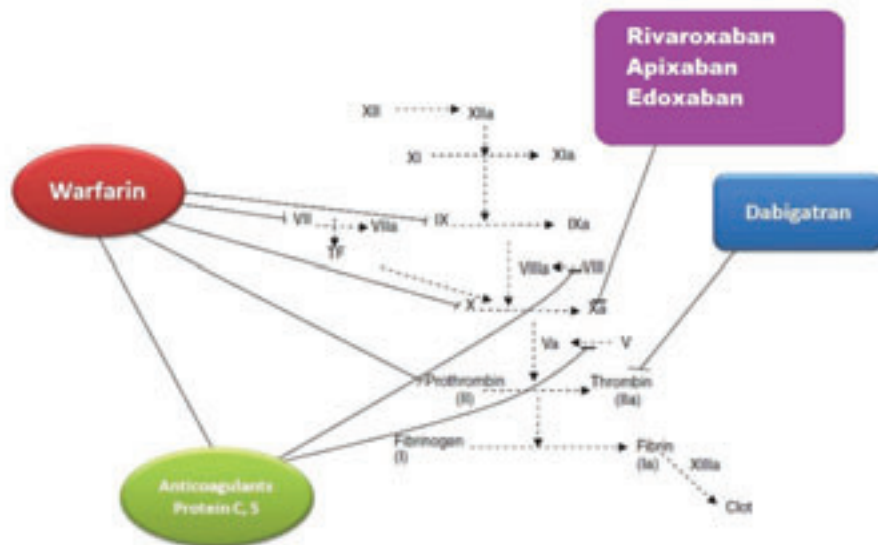 Rivaroxaban
Apixaban
Edoxaban
XII
XIIa
XI
XIa
Warfarin
Dabigatran
VII
VIIa
IX
IXa
TF
VIIIa
VIII
X
Xa
Va
V
Prothrombin
(II)
Thrombin
(IIa)
Fibrinogen
(I)
Fibrin
(Ia)
XIIIa
Clot
Anticoagulants
Protein C, S